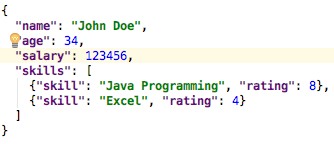 {
  "name": "John Doe",
  "age": 34,
  "salary": 123456,
  "skills": [
    {"skill": "Java Programming", "rating": 8},
    {"skill": "Excel", "rating": 4}
  ]
}